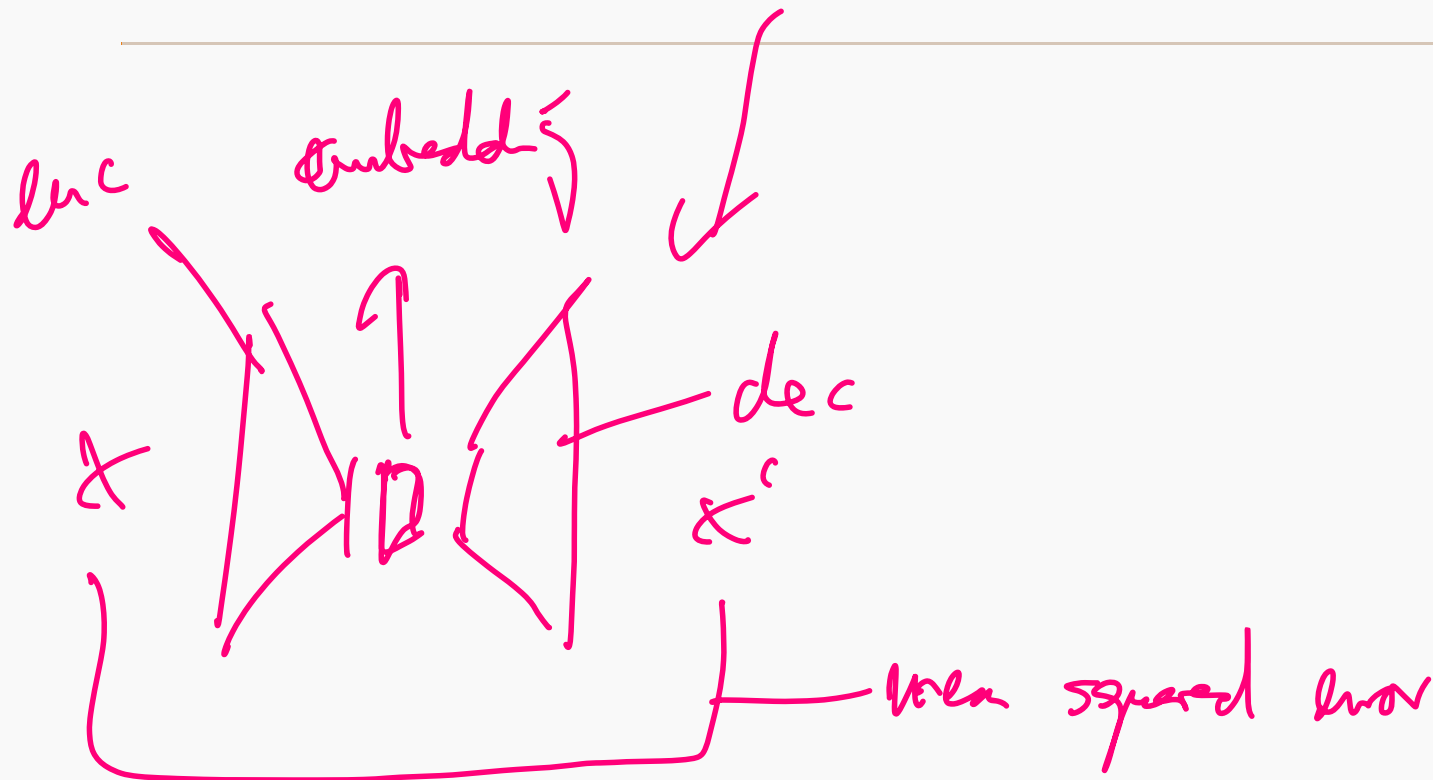 embedding
enc
dec
x
x'
mean squared error